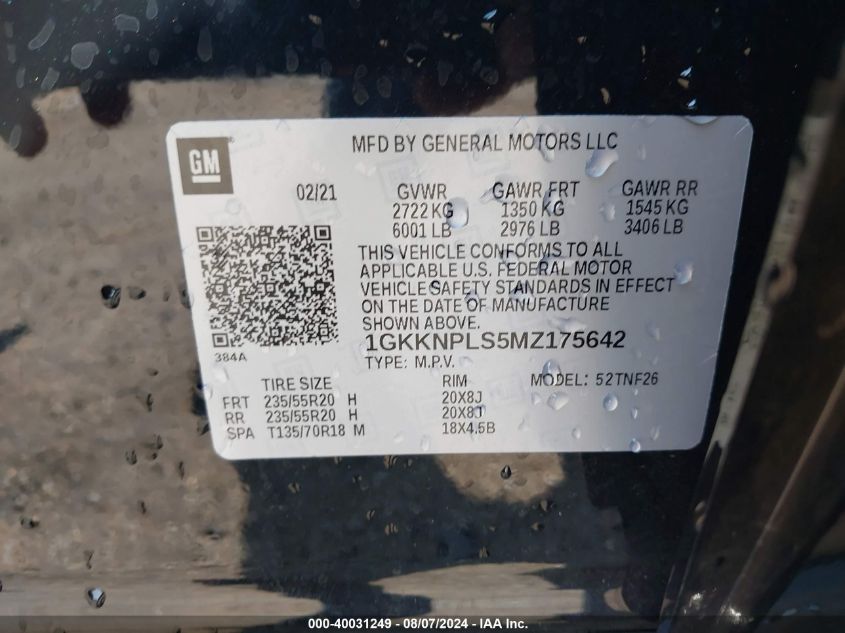 MFD BY GENERAL MOTORS LLC
GM
02/21 GVWR GAWR FRT GAWR RR
2722 KG 1350 KG 1545 KG
6001 LB 2976 LB 3406 LB
THIS VEHICLE CONFORMS TO ALL
APPLICABLE U.S. FEDERAL MOTOR
VEHICLE SAFETY STANDARDS IN EFFECT
ON THE DATE OF MANUFACTURE
SHOWN ABOVE.
1GKKNPLS5MZ175642
384A
TYPE: M.P.V.
TIRE SIZE RIM MODEL: 52TNF26
FRT 235/55R20 H 20X8J
RR 235/55R20 H 20X8J
SPA T135/70R18 M 18X4.5B
000-40031249 - 08/07/2024 - IAA Inc.